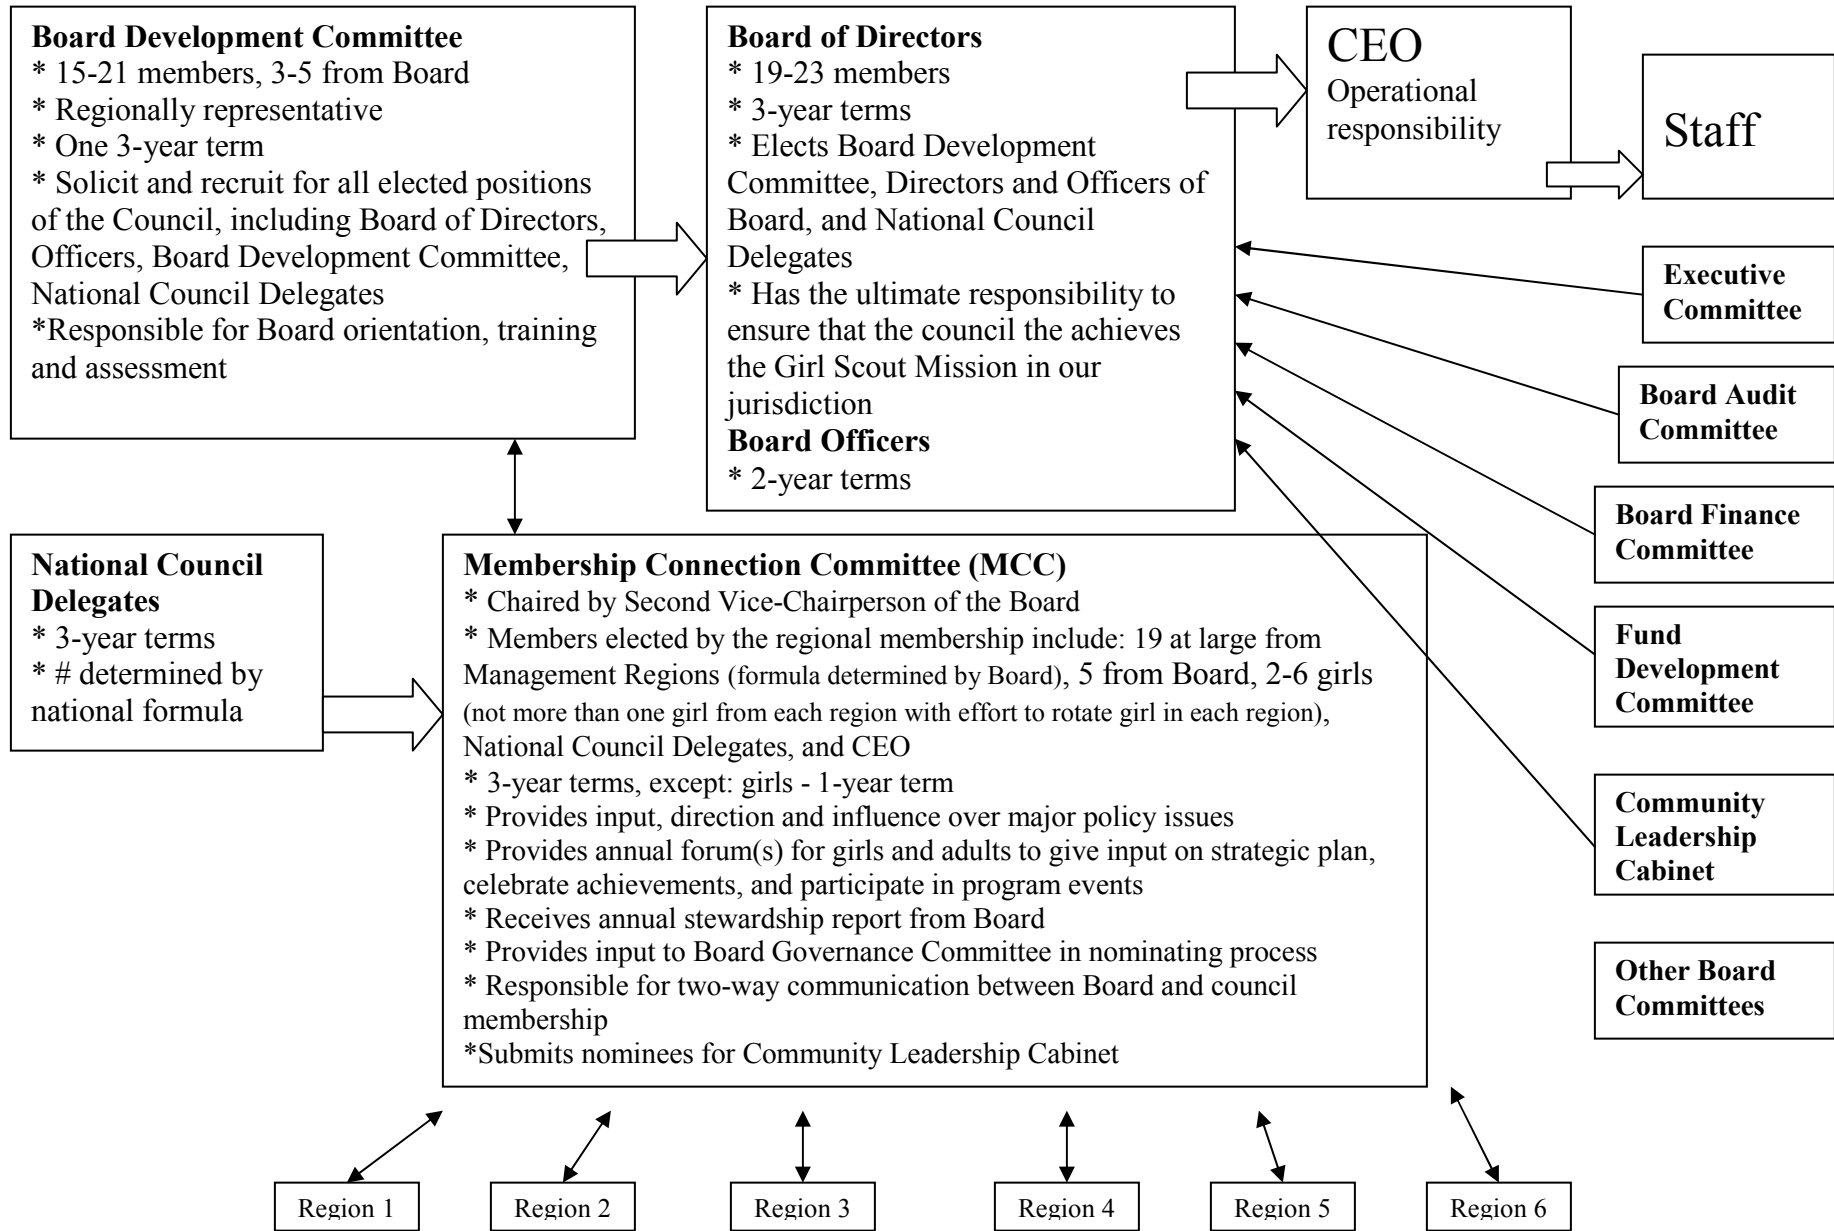 Board Development Committee
* 15-21 members, 3-5 from Board
* Regionally representative
* One 3-year term
* Solicit and recruit for all elected positions
of the Council, including Board of Directors,
Officers, Board Development Committee,
National Council Delegates
*Responsible for Board orientation, training
and assessment
Board of Directors
* 19-23 members
* 3-year terms
* Elects Board Development
Committee, Directors and Officers of
Board, and National Council
Delegates
* Has the ultimate responsibility to
ensure that the council the achieves
the Girl Scout Mission in our
jurisdiction
Board Officers
* 2-year terms
CEO
Operational
responsibility
Staff
Executive
Committee
Board Audit
Committee
Board Finance
Committee
Fund
Development
Committee
Community
Leadership
Cabinet
Other Board
Committees
National Council
Delegates
* 3-year terms
* # determined by
national formula
Membership Connection Committee (MCC)
* Chaired by Second Vice-Chairperson of the Board
* Members elected by the regional membership include: 19 at large from
Management Regions (formula determined by Board), 5 from Board, 2-6 girls
(not more than one girl from each region with effort to rotate girl in each region),
National Council Delegates, and CEO
* 3-year terms, except: girls - 1-year term
* Provides input, direction and influence over major policy issues
* Provides annual forum(s) for girls and adults to give input on strategic plan,
celebrate achievements, and participate in program events
* Receives annual stewardship report from Board
* Provides input to Board Governance Committee in nominating process
* Responsible for two-way communication between Board and council
membership
*Submits nominees for Community Leadership Cabinet
Region 1
Region 2
Region 3
Region 4
Region 5
Region 6